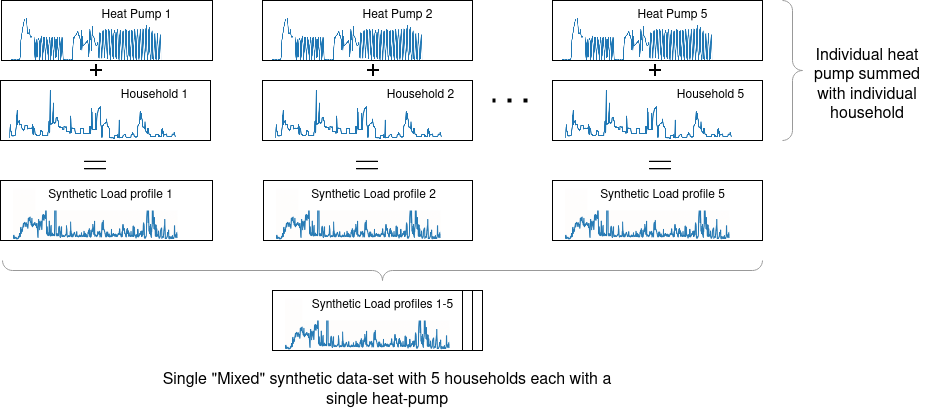 Heat Pump 1
Heat Pump 2
Heat Pump 5
+
+
+
Household 1
Household 2
Household 5
. . .
Individual heat
pump summed
with individual
household
=
=
=
Synthetic Load profile 1
Synthetic Load profile 2
Synthetic Load profile 5
Synthetic Load profiles 1-5
Single "Mixed" synthetic data-set with 5 households each with a
single heat-pump